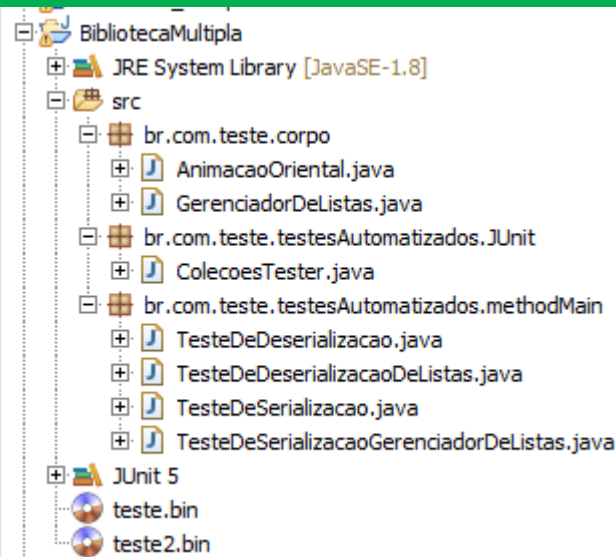 BibliotecaMultipla
JRE System Library [JavaSE-1.8]
src
br.com.teste.corpo
AnimacaoOriental.java
GerenciadorDeListas.java
br.com.teste.testesAutomatizados.JUnit
ColecoesTester.java
br.com.teste.testesAutomatizados.methodMain
TesteDeDeserializacao.java
TesteDeDeserializacaoDeListas.java
TesteDeSerializacao.java
TesteDeSerializacaoGerenciadorDeListas.java
JUnit 5
teste.bin
teste2.bin